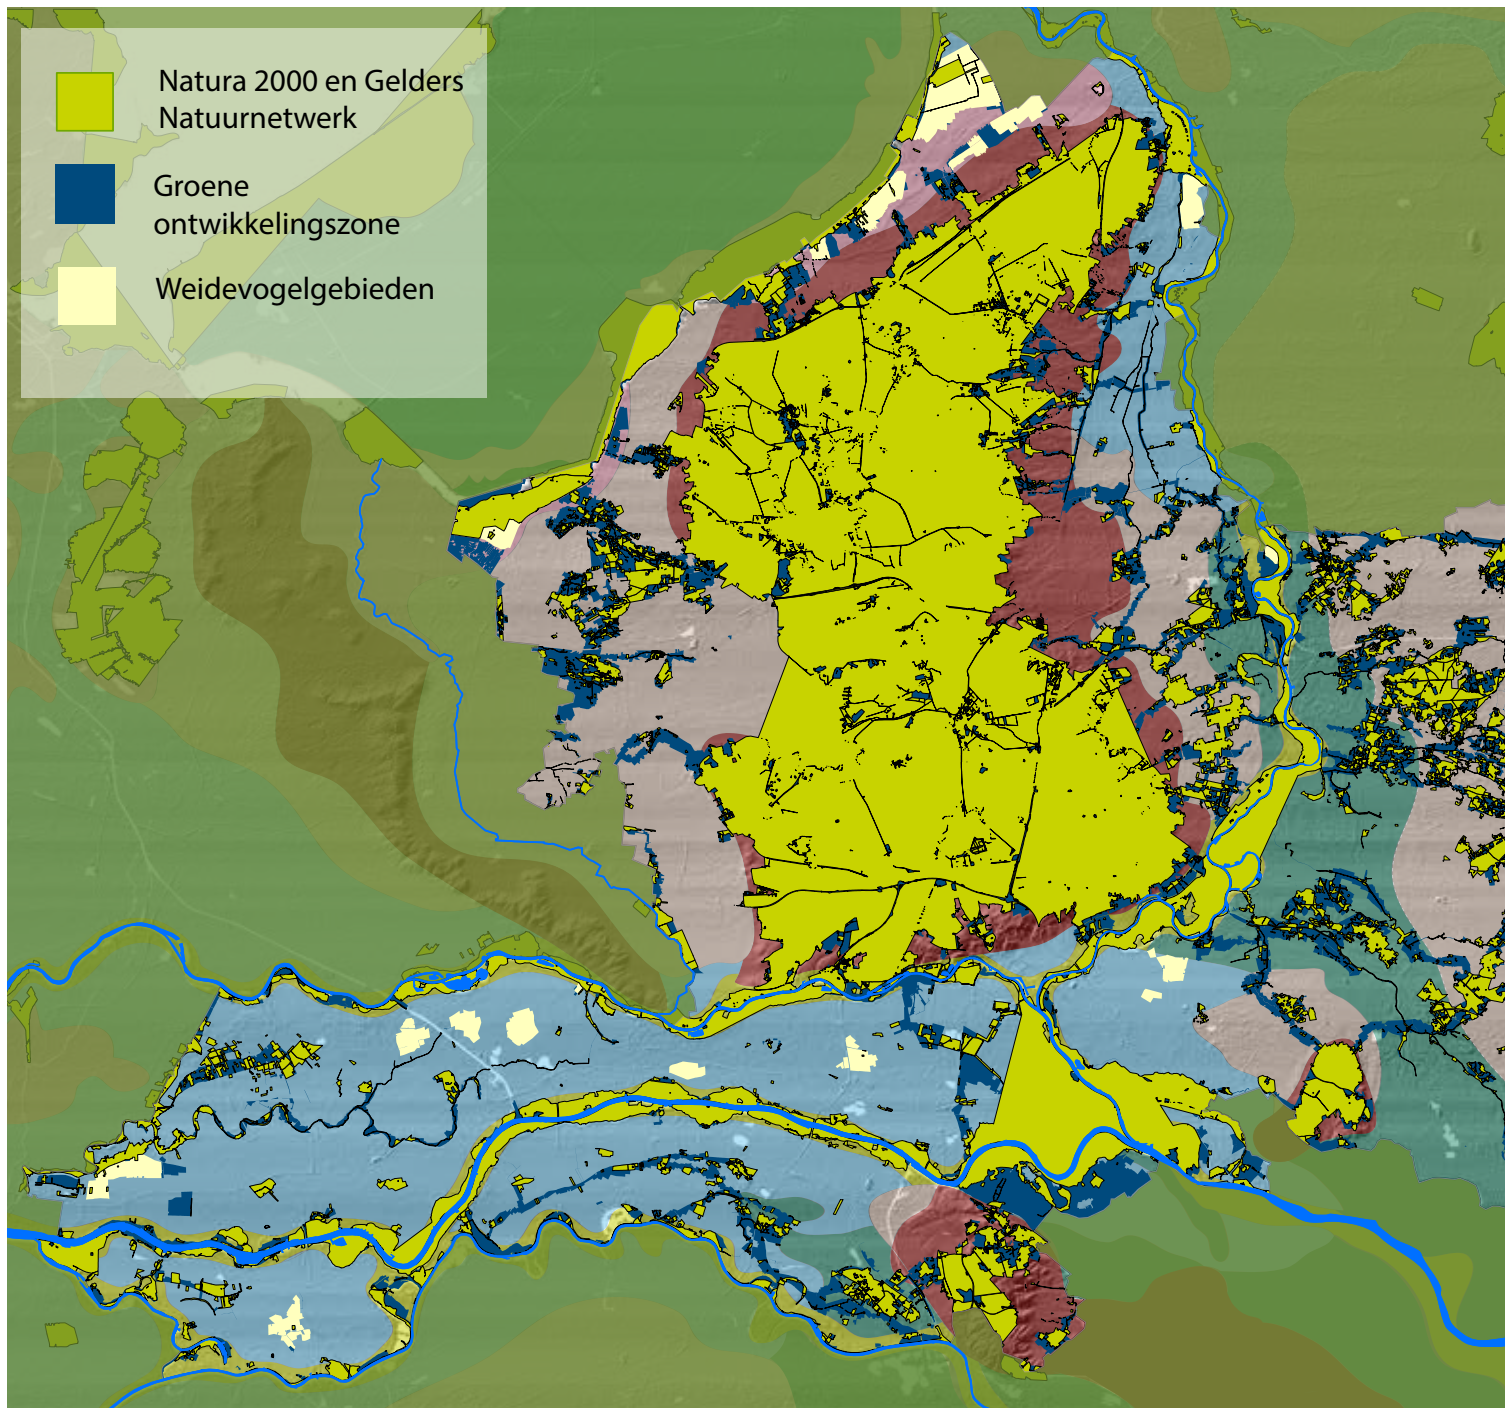 Natura 2000 en Gelders
Natuurnetwerk
Groene
ontwikkelingszone
Weidevogelgebieden